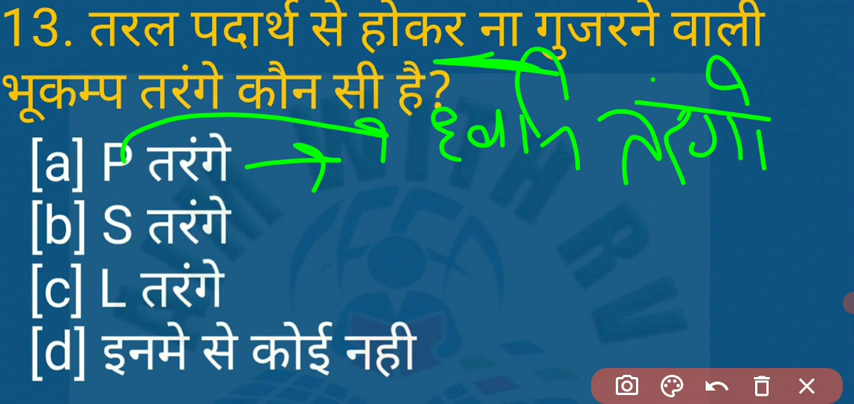 13. तरल पदार्थ से होकर ना गुजरने वाली
भूकम्प तरंगे कौन सी है?
ध्वनि तरंगो
[a] P तरंगे
[b] S तरंगे
[c] L तरंगे
[d] इनमे से कोई नही